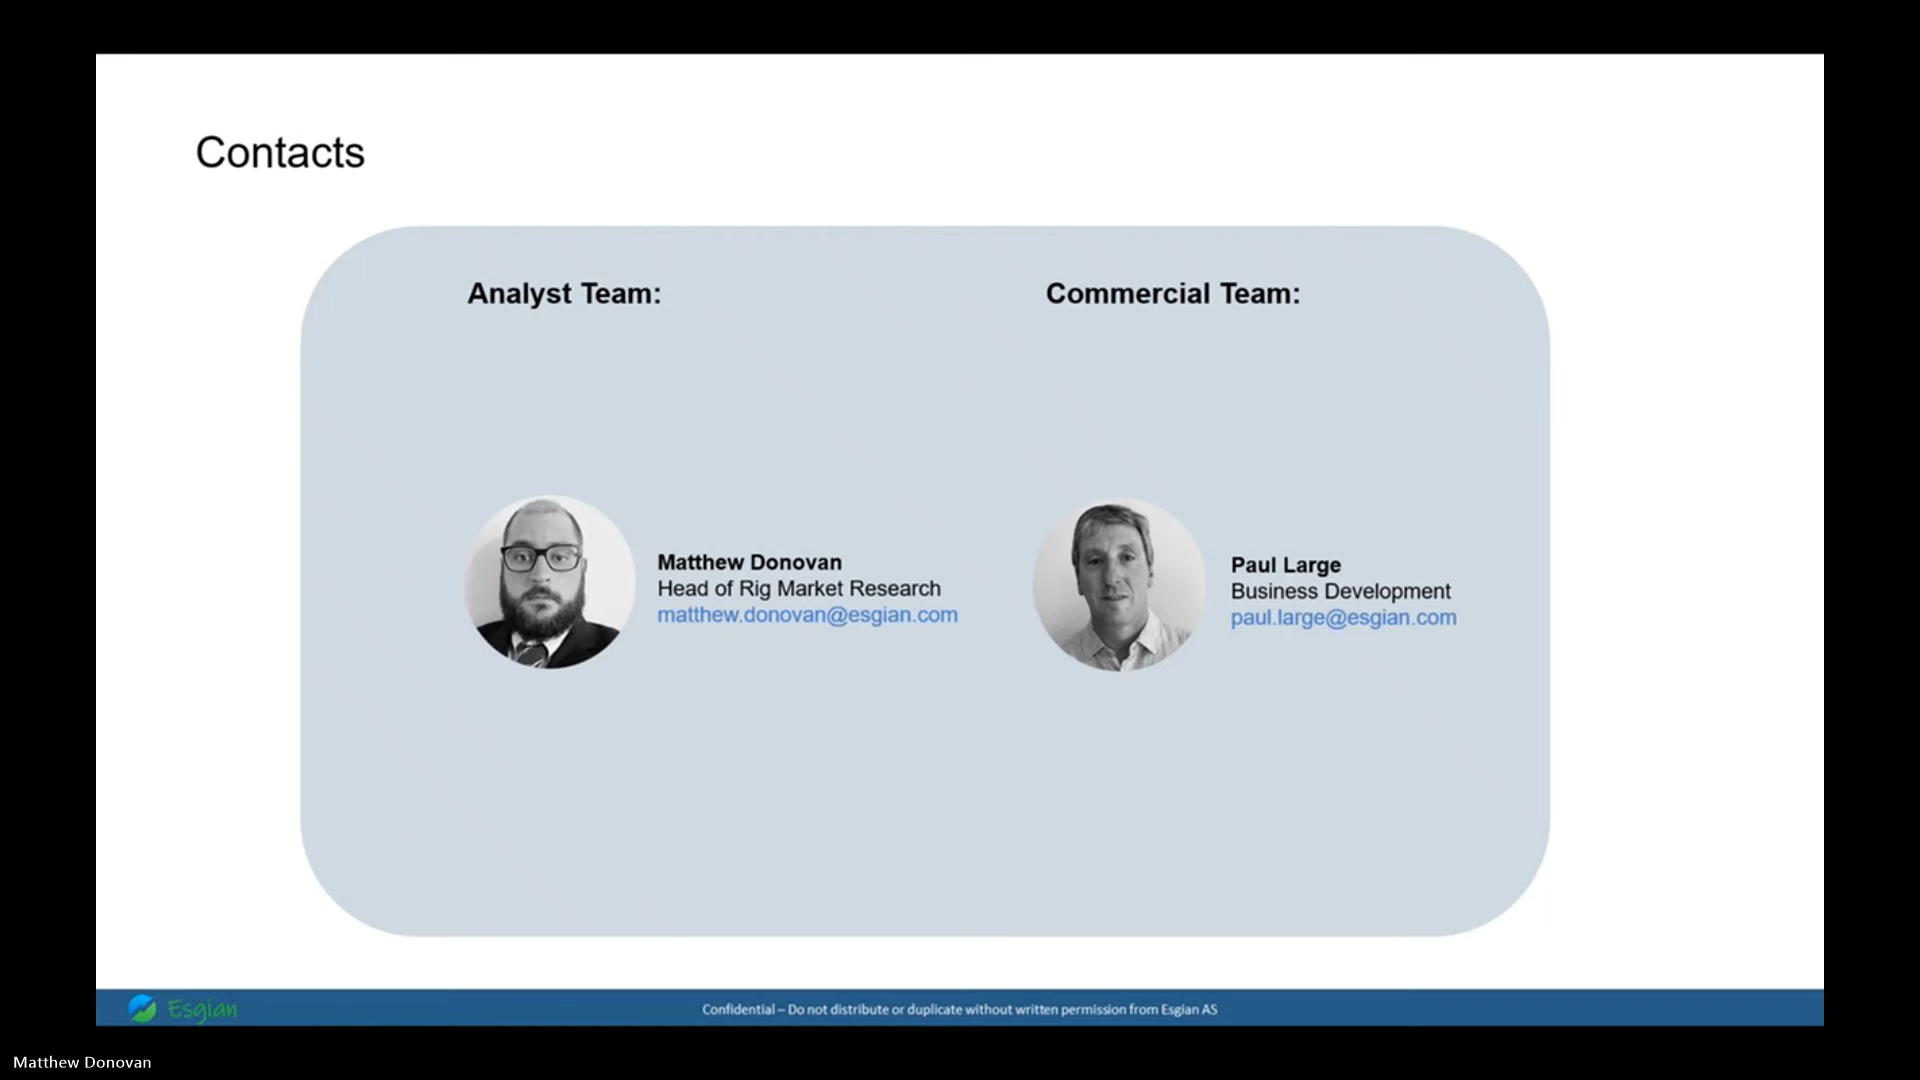 Contacts
Analyst Team:
Commercial Team:
Matthew Donovan
Head of Rig Market Research
matthew.donovan@esgian.com
Paul Large
Business Development
paul.large@esgian.com
Esgian
Confidential – Do not distribute or duplicate without written permission from Esgian AS
Matthew Donovan